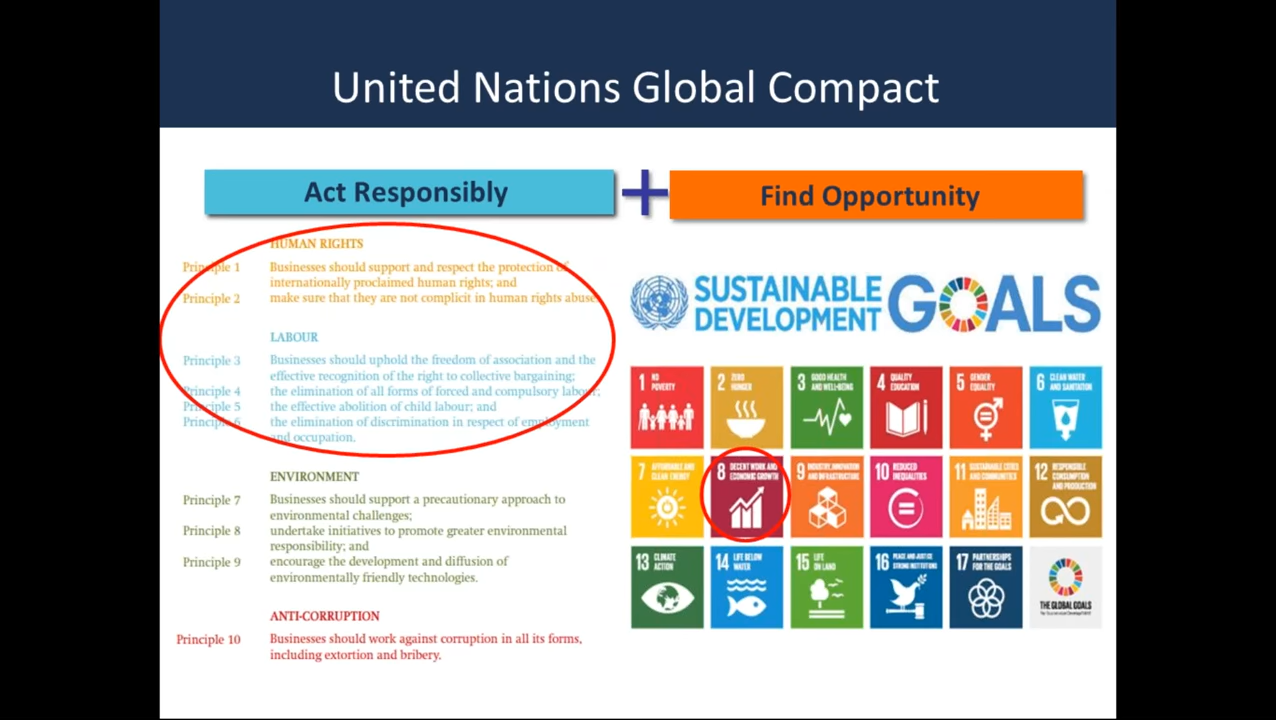 United Nations Global Compact
Act Responsibly
+
Find Opportunity
HUMAN RIGHTS
Principle 1 Businesses should support and respect the protection of
internationally proclaimed human rights; and
Principle 2 make sure that they are not complicit in human rights abuse
LABOUR
Principle 3 Businesses should uphold the freedom of association and the
effective recognition of the right to collective bargaining;
Principle 4 the elimination of all forms of forced and compulsory labour;
Principle 5 the effective abolition of child labour; and
Principle 6 the elimination of discrimination in respect of employment
and occupation.
ENVIRONMENT
Principle 7 Businesses should support a precautionary approach to
environmental challenges;
Principle 8 undertake initiatives to promote greater environmental
responsibility; and
Principle 9 encourage the development and diffusion of
environmentally friendly technologies.
ANTI-CORRUPTION
Principle 10 Businesses should work against corruption in all its forms,
including extortion and bribery.
SUSTAINABLE
DEVELOPMENT
GOALS
1 NO
POVERTY
2 ZERO
HUNGER
3 GOOD HEALTH
AND WELL-BEING
4 QUALITY
EDUCATION
5 GENDER
EQUALITY
6 CLEAN WATER
AND SANITATION
7 AFFORDABLE AND
CLEAN ENERGY
8 DECENT WORK AND
ECONOMIC GROWTH
9 INDUSTRY, INNOVATION
AND INFRASTRUCTURE
10 REDUCED
INEQUALITIES
11 SUSTAINABLE CITIES
AND COMMUNITIES
12 RESPONSIBLE
CONSUMPTION
AND PRODUCTION
13 CLIMATE
ACTION
14 LIFE BELOW
WATER
15 LIFE
ON LAND
16 PEACE AND JUSTICE
STRONG INSTITUTIONS
17 PARTNERSHIPS
FOR THE GOALS
THE GLOBAL GOALS
For Sustainable Development